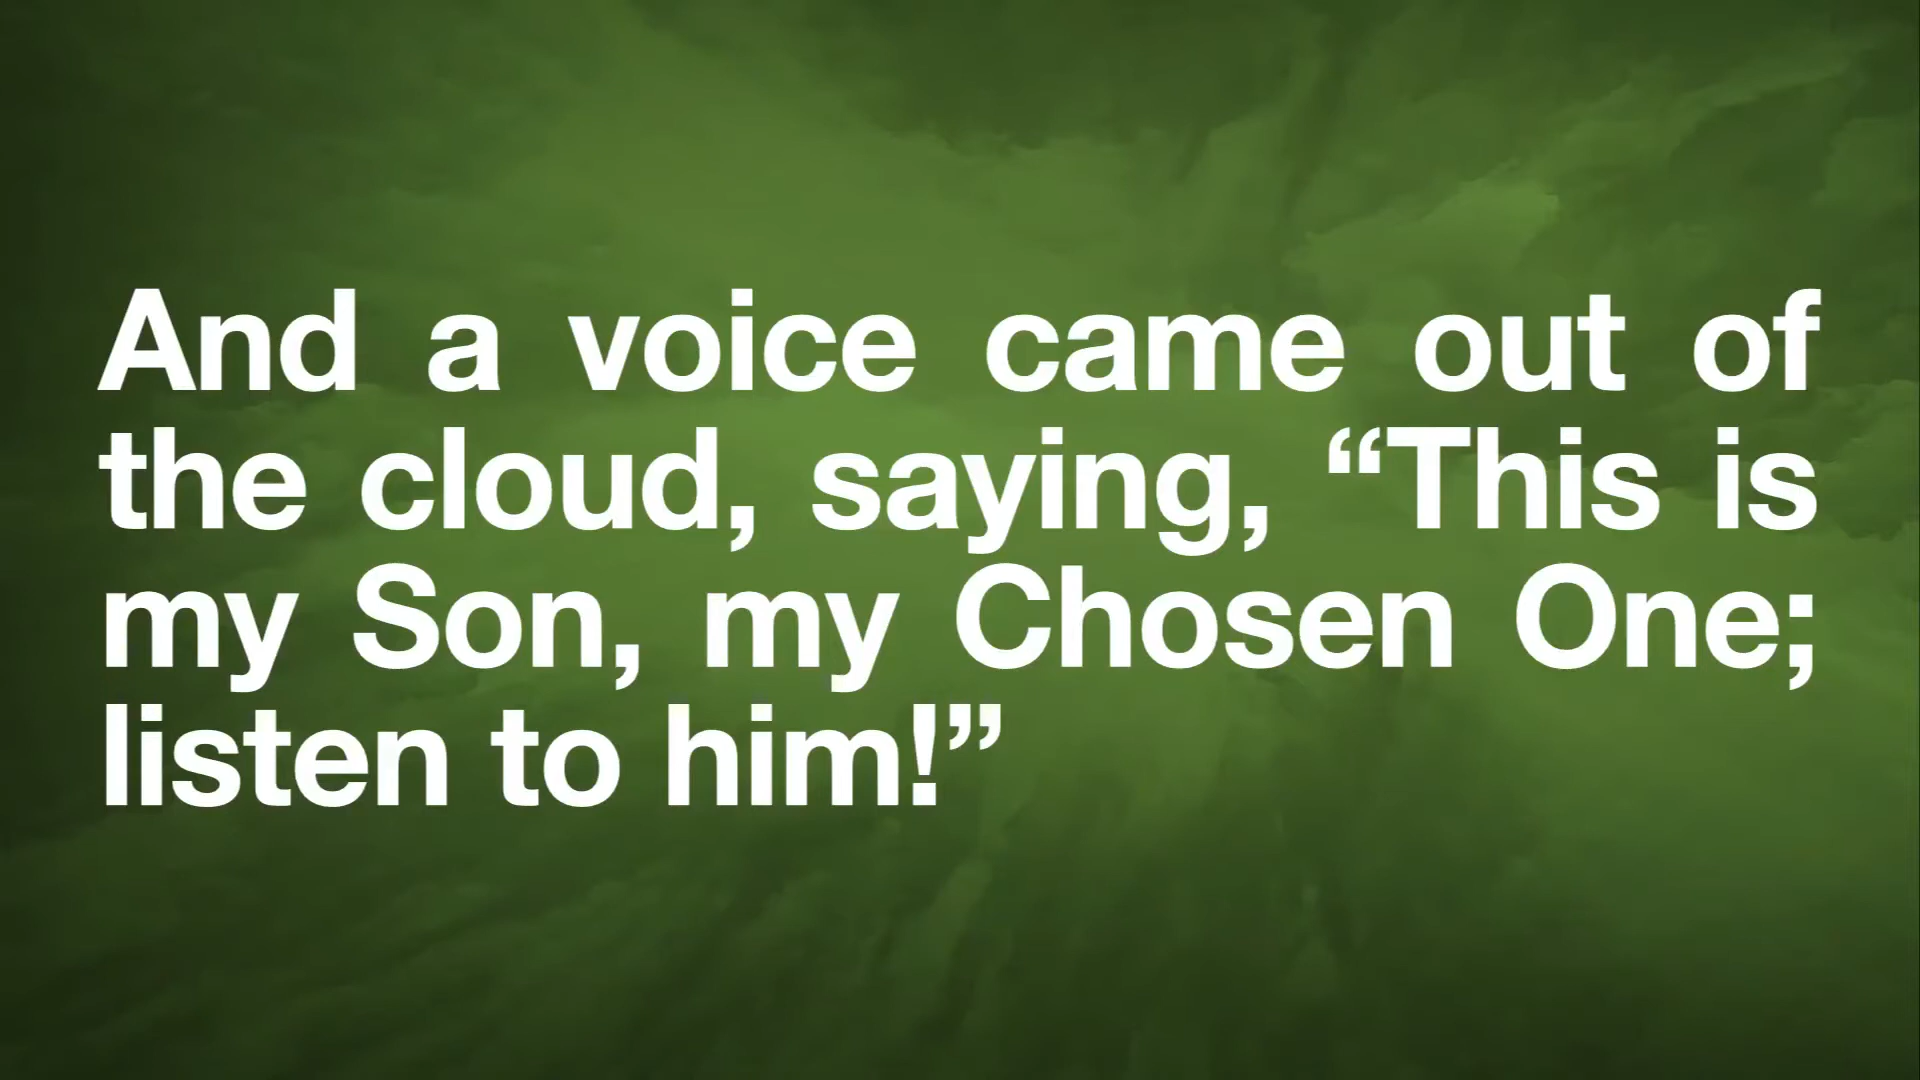 And a voice came out of
the cloud, saying, “This is
my Son, my Chosen One;
listen to him!”